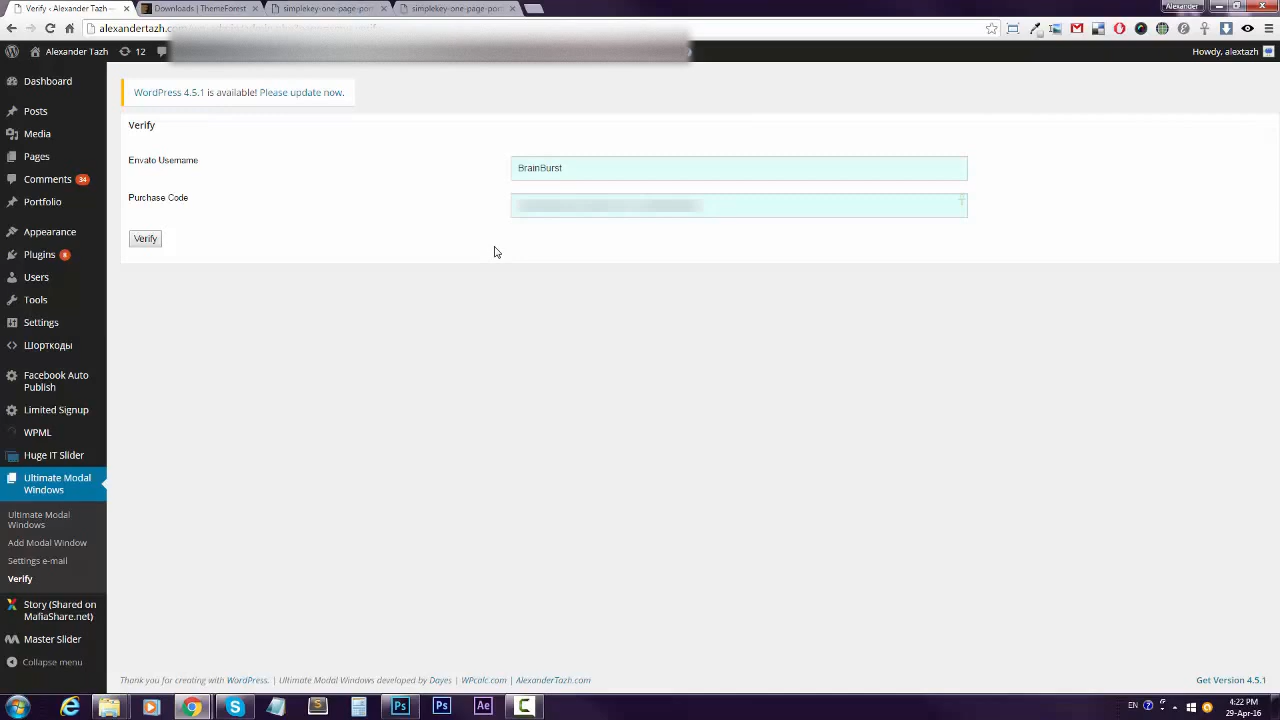 Verify ‹ Alexander Tazh —
Downloads | ThemeForest
simplekey-one-page-port
simplekey-one-page-port
Alexander
alexandertazh.com
Alexander Tazh
12
Howdy, alextazh
Dashboard
Posts
Media
Pages
Comments 34
Portfolio
Appearance
Plugins 8
Users
Tools
Settings
Шорткоды
Facebook Auto
Publish
Limited Signup
WPML
Huge IT Slider
Ultimate Modal
Windows
Ultimate Modal
Windows
Add Modal Window
Settings e-mail
Verify
Story (Shared on
MafiaShare.net)
Master Slider
Collapse menu
WordPress 4.5.1 is available! Please update now.
Verify
Envato Username
BrainBurst
Purchase Code
Verify
Thank you for creating with WordPress. | Ultimate Modal Windows developed by Dayes | WPcalc.com | AlexanderTazh.com
Get Version 4.5.1
EN
4:22 PM
29-Apr-16